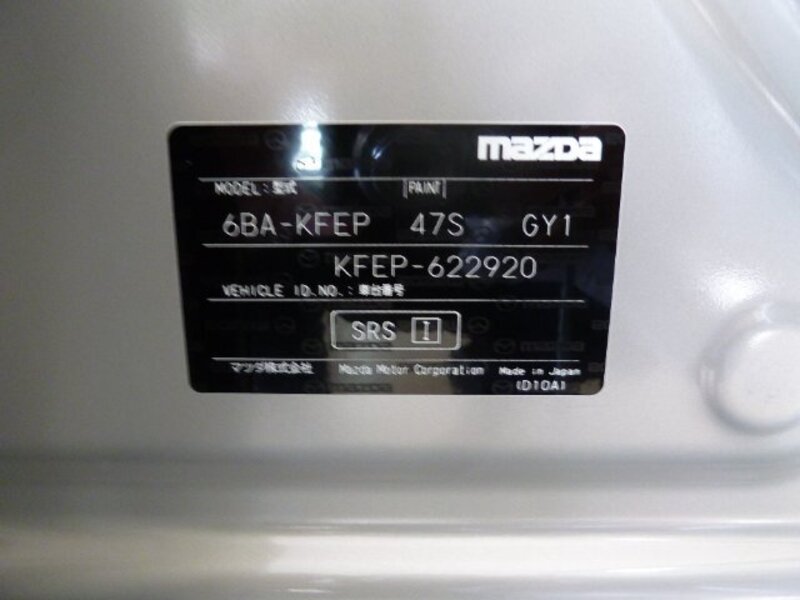 mazda
MODEL:型式 PAINT
6BA-KFEP 47S GY1
KFEP-622920
VEHICLE ID.NO.:車台番号
SRS I
マツダ株式会社 Mazda Motor Corporation Made in Japan
(D10A)